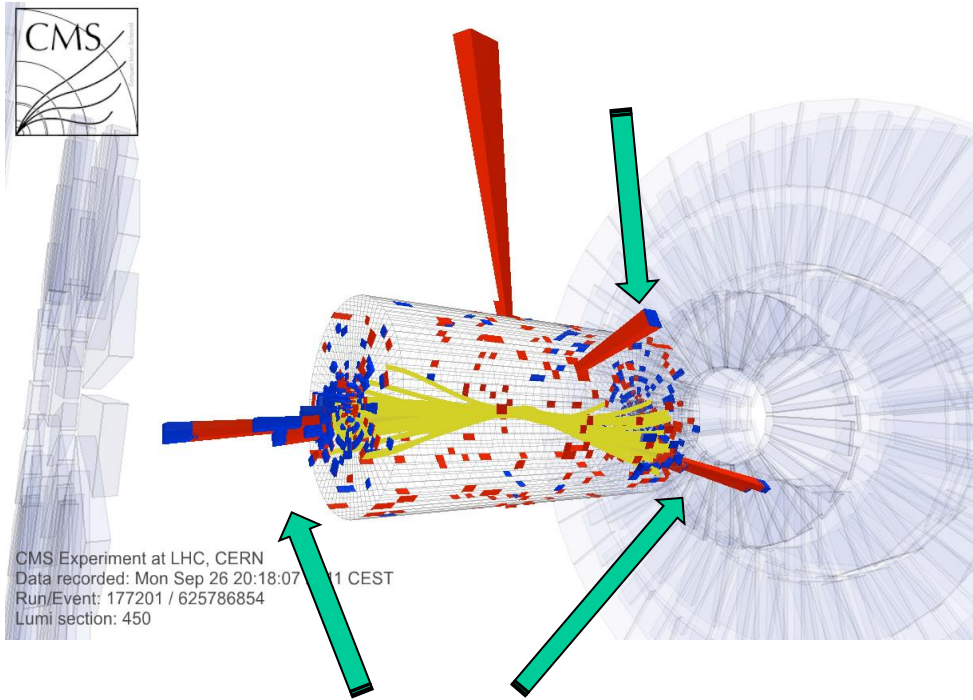 CMS
CMS Experiment at LHC, CERN
Data recorded: Mon Sep 26 20:18:07 CEST
Run/Event: 177201 / 625786854
Lumi section: 450